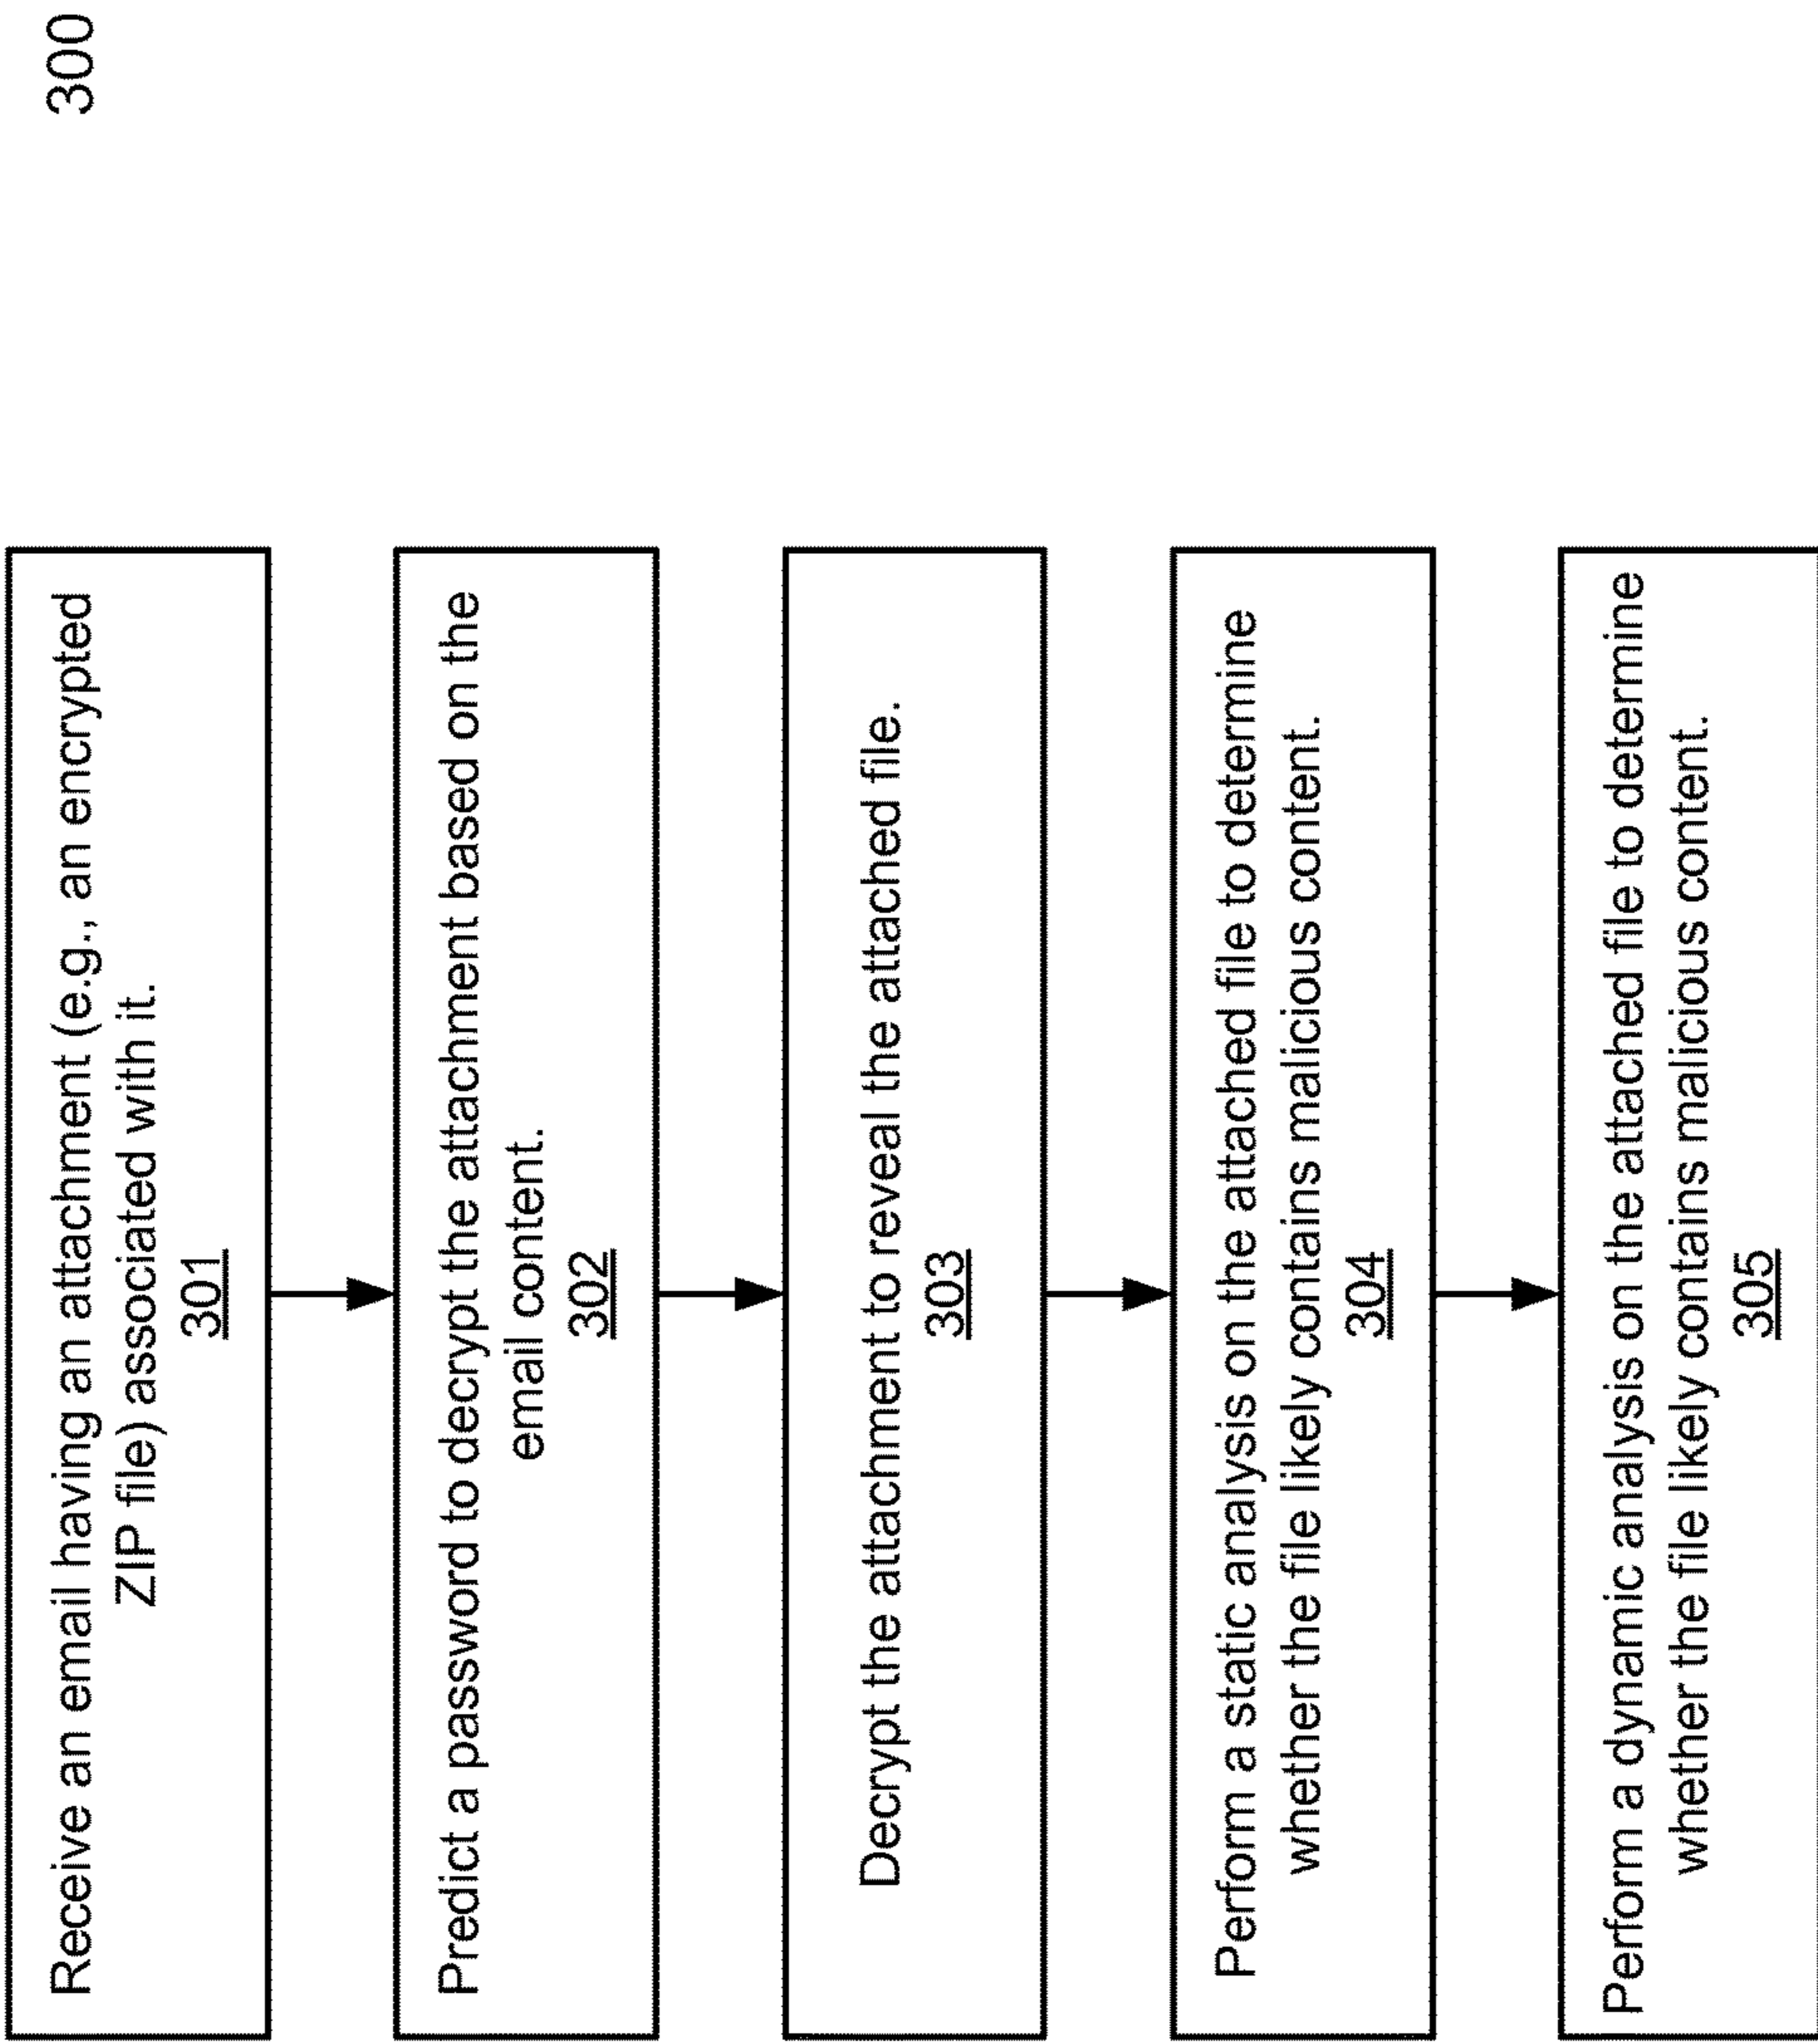 300
Receive an email having an attachment (e.g., an encrypted
ZIP file) associated with it.
301
Predict a password to decrypt the attachment based on the
email content.
302
Decrypt the attachment to reveal the attached file.
303
Perform a static analysis on the attached file to determine
whether the file likely contains malicious content.
304
Perform a dynamic analysis on the attached file to determine
whether the file likely contains malicious content.
305